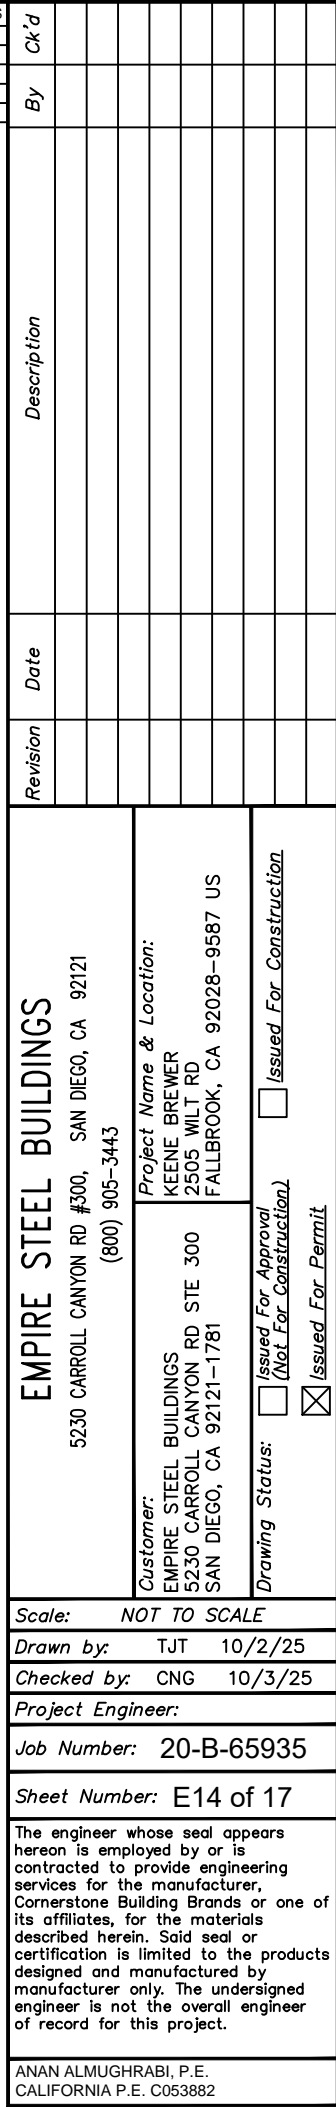 Revision Date Description By Ck'd
EMPIRE STEEL BUILDINGS
5230 CARROLL CANYON RD #300, SAN DIEGO, CA 92121
(800) 905-3443
Customer:
EMPIRE STEEL BUILDINGS
5230 CARROLL CANYON RD STE 300
SAN DIEGO, CA 92121-1781
Project Name & Location:
KEENE BREWER
2505 WILT RD
FALLBROOK, CA 92028-9587 US
Drawing Status:
Issued For Approval
(Not For Construction)
Issued For Construction
Issued For Permit
Scale: NOT TO SCALE
Drawn by: TJT 10/2/25
Checked by: CNG 10/3/25
Project Engineer:
Job Number: 20-B-65935
Sheet Number: E14 of 17
The engineer whose seal appears
hereon is employed by or is
contracted to provide engineering
services for the manufacturer,
Cornerstone Building Brands or one of
its affiliates, for the materials
described herein. Said seal or
certification is limited to the products
designed and manufactured by
manufacturer only. The undersigned
engineer is not the overall engineer
of record for this project.
ANAN ALMUGHRABI, P.E.
CALIFORNIA P.E. C053882